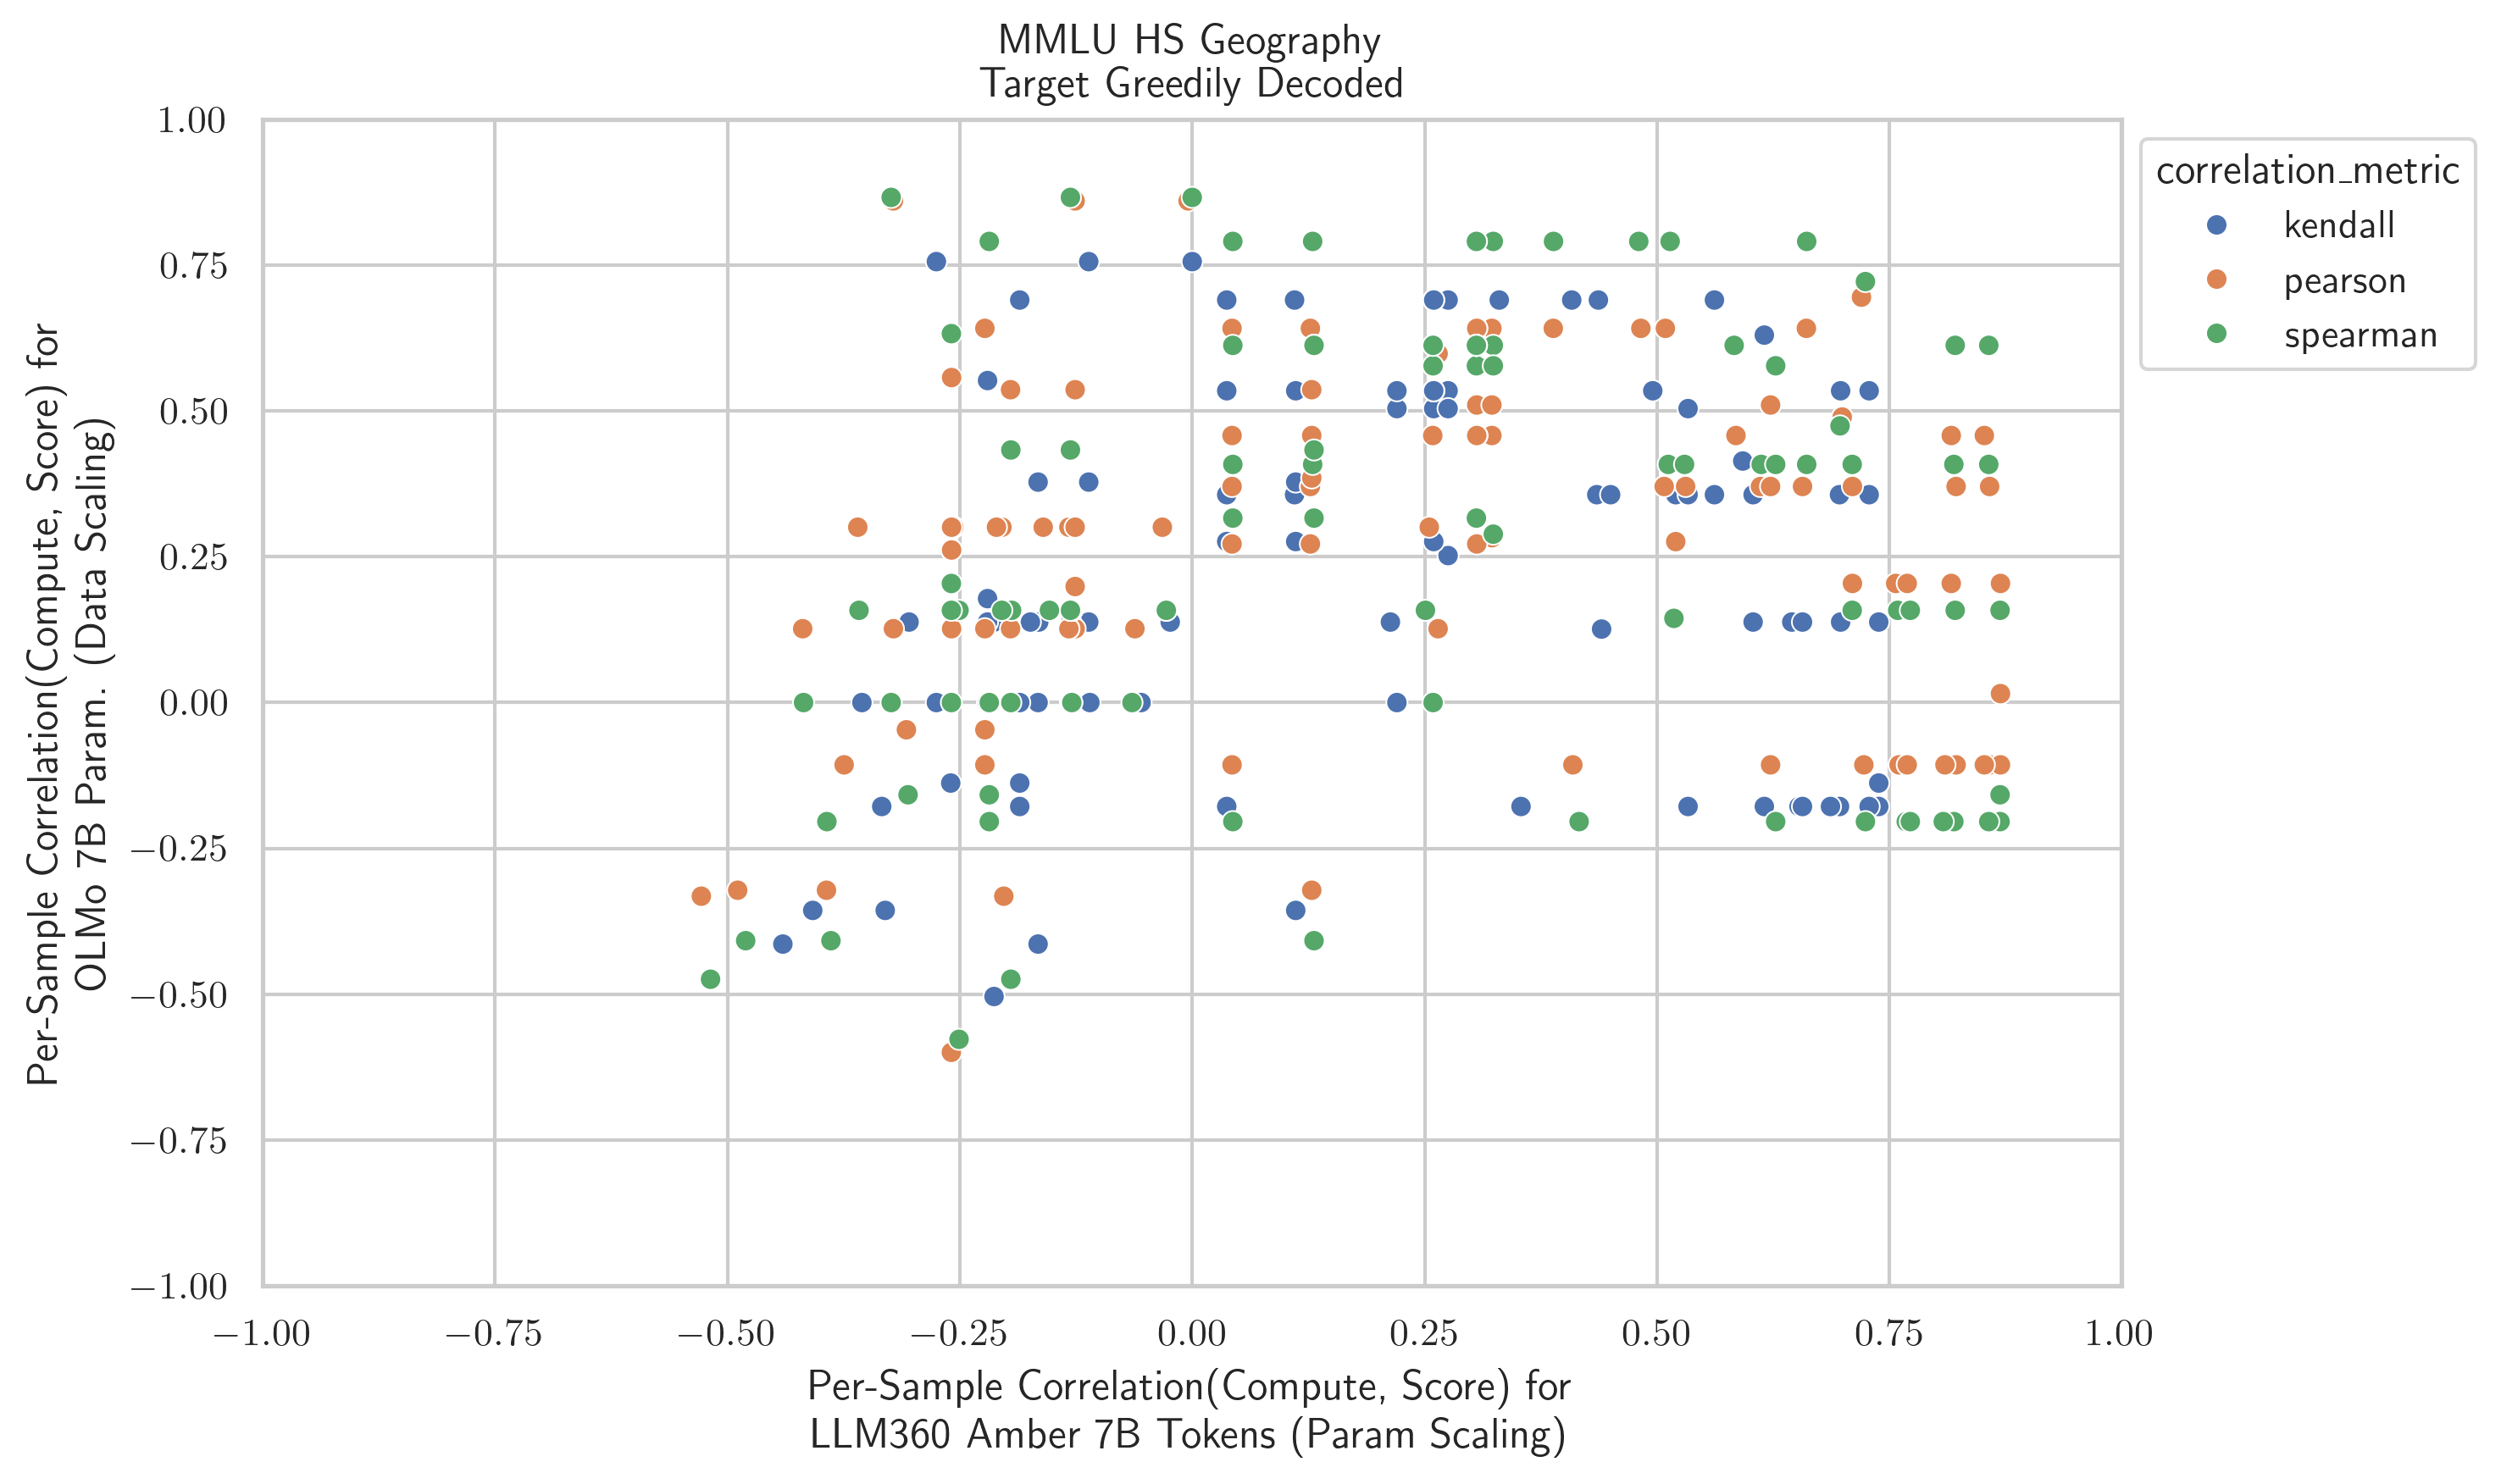 MMLU HS Geography
Target Greedily Decoded
1.00
0.75
0.50
0.25
0.00
−0.25
−0.50
−0.75
−1.00
Per-Sample Correlation(Compute, Score) for
OLMo 7B Param. (Data Scaling)
−1.00 −0.75 −0.50 −0.25 0.00 0.25 0.50 0.75 1.00
Per-Sample Correlation(Compute, Score) for
LLM360 Amber 7B Tokens (Param Scaling)
correlation_metric
kendall
pearson
spearman